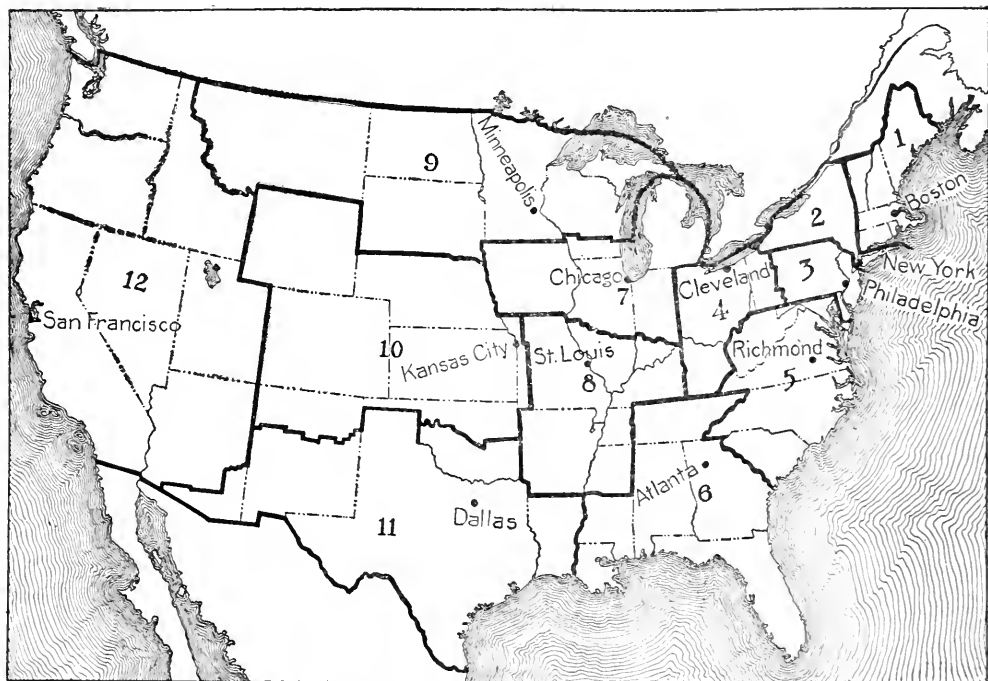 1
Boston
2
3
New York
Philadelphia
Cleveland
4
Richmond
5
Atlanta
6
Chicago
7
St. Louis
8
Minneapolis
9
Kansas City
10
Dallas
11
San Francisco
12